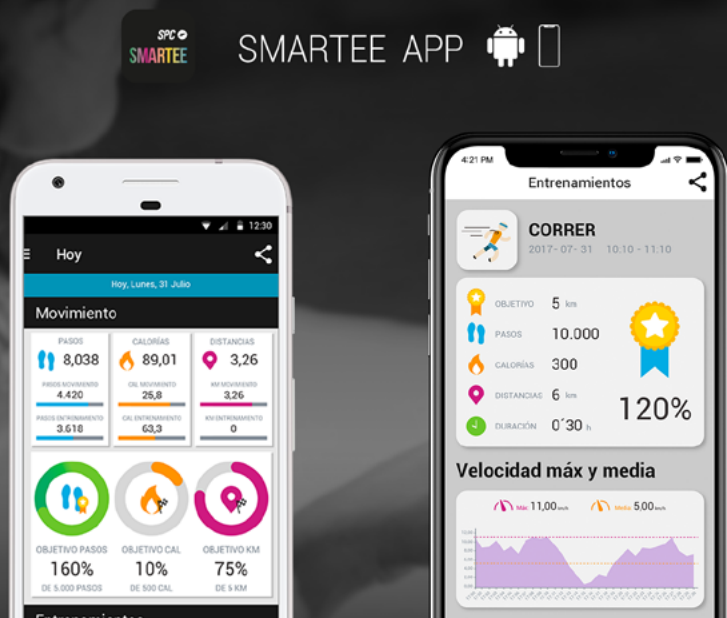 SPC
SMARTEE
SMARTEE APP
12:30
Hoy
Hoy, Lunes, 31 Julio
Movimiento
PASOS
8,038
PASOS MOVIMIENTO
4.420
PASOS ENTRENAMIENTO
3.618
CALORÍAS
89,01
CAL MOVIMIENTO
25,8
CAL ENTRENAMIENTO
63,3
DISTANCIAS
3,26
KM MOVIMIENTO
3,26
KM ENTRENAMIENTO
0
OBJETIVO PASOS
160%
DE 5.000 PASOS
OBJETIVO CAL
10%
DE 500 CAL
OBJETIVO KM
75%
DE 5 KM
Entrenamientos
4:21 PM
Entrenamientos
CORRER
2017- 07- 31 10.10 - 11.10
OBJETIVO 5 km
PASOS 10.000
CALORÍAS 300
DISTANCIAS 6 km
DURACIÓN 0´30 h
120%
Velocidad máx y media
Máx: 11,00
Media: 5,00